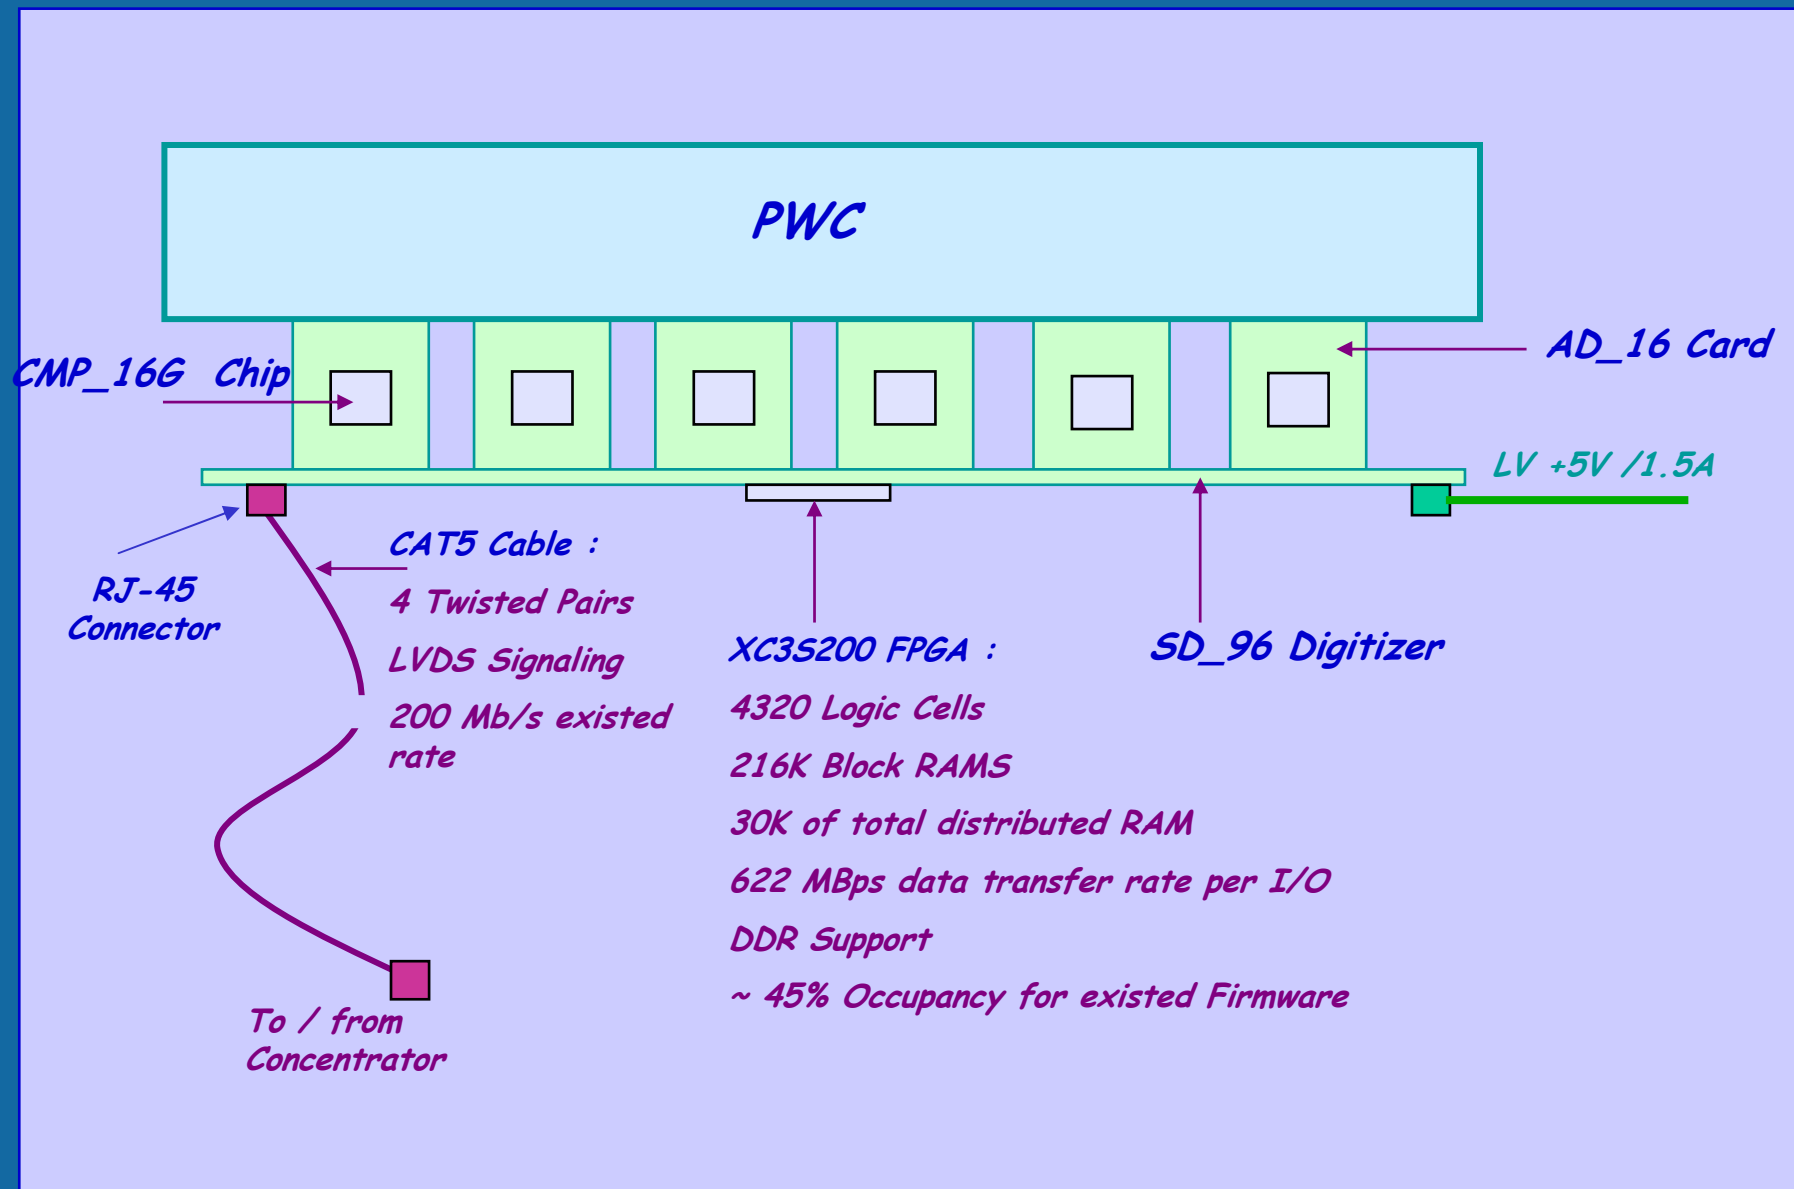 PWC
AD_16 Card
CMP_16G Chip
LV +5V /1.5A
CAT5 Cable :
4 Twisted Pairs
LVDS Signaling
200 Mb/s existed
rate
RJ-45
Connector
XC3S200 FPGA :
4320 Logic Cells
216K Block RAMS
30K of total distributed RAM
622 MBps data transfer rate per I/O
DDR Support
~ 45% Occupancy for existed Firmware
SD_96 Digitizer
To / from
Concentrator